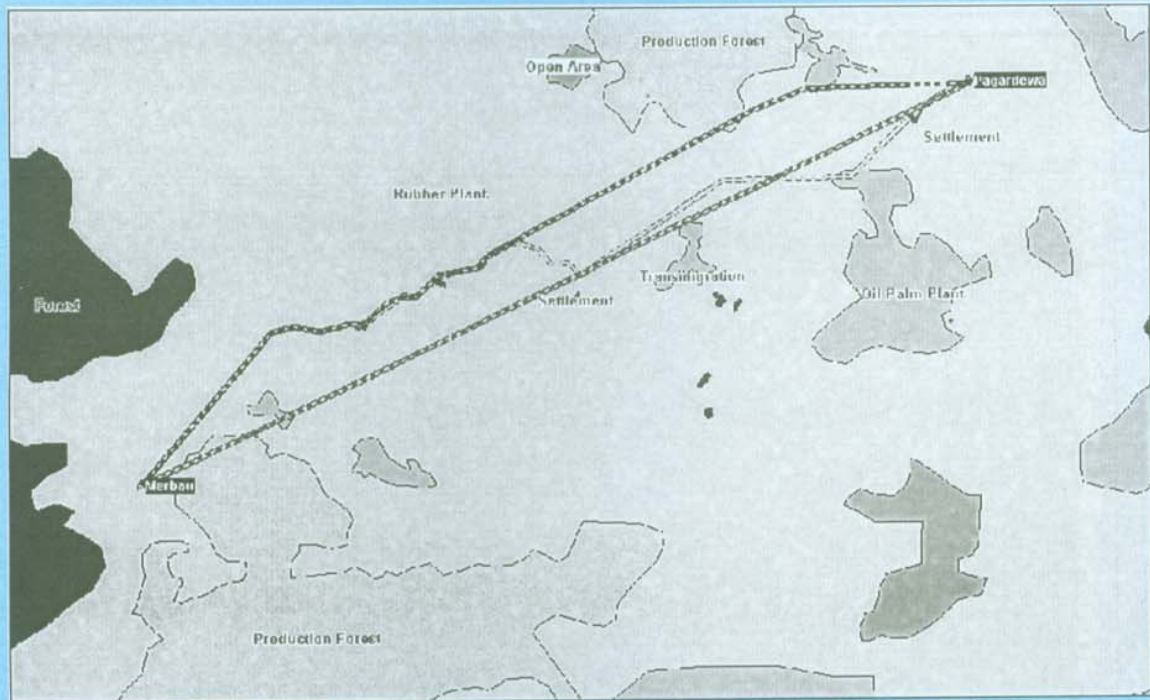 Production Forest
Open Area
Pagardewa
Settlement
Rubber Plant.
Transmigration
Oil Palm Plant
Settlement
Forest
Merbau
Production Forest